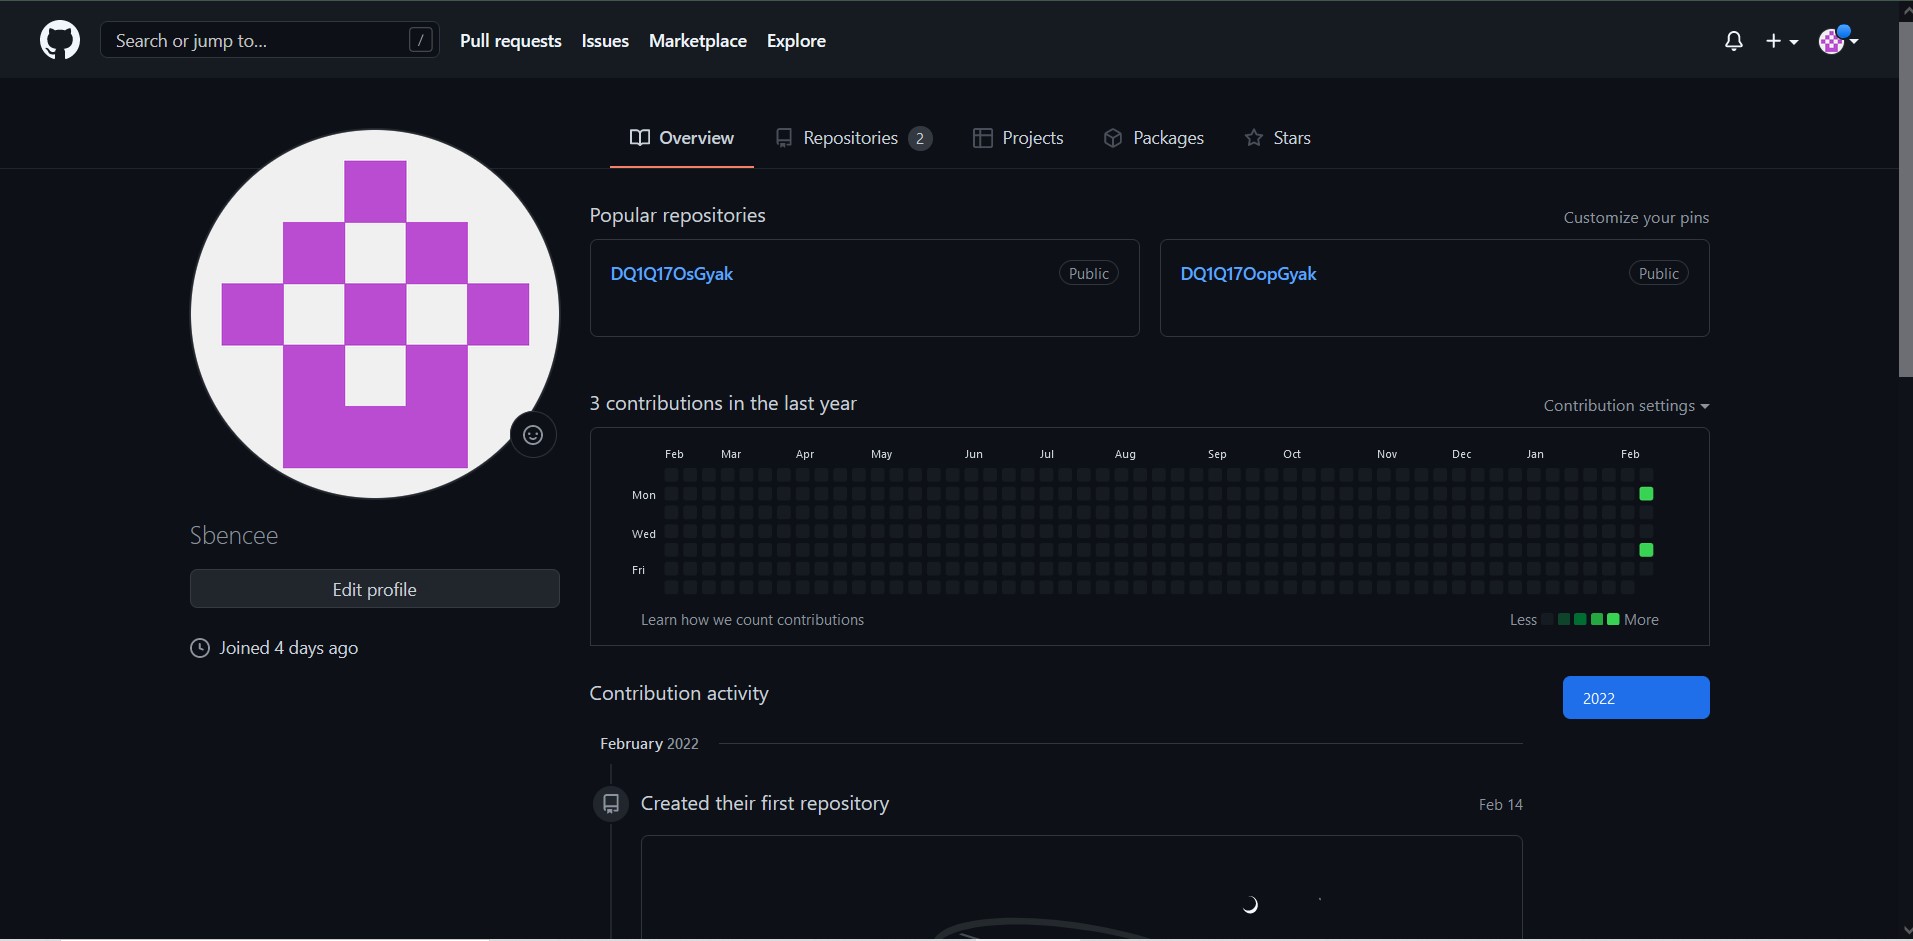 Search or jump to... /
Pull requests Issues Marketplace Explore
Overview Repositories 2 Projects Packages Stars
Sbencee
Edit profile
Joined 4 days ago
Popular repositories Customize your pins
DQ1Q17OsGyak Public
DQ1Q17OopGyak Public
3 contributions in the last year Contribution settings
Feb Mar Apr May Jun Jul Aug Sep Oct Nov Dec Jan Feb
Mon
Wed
Fri
Learn how we count contributions Less More
Contribution activity 2022
February 2022
Created their first repository Feb 14